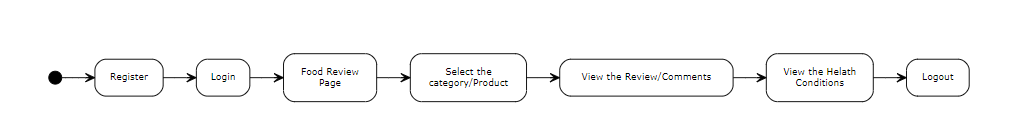 Register
Login
Food Review
Page
Select the
category/Product
View the Review/Comments
View the Helath
Conditions
Logout